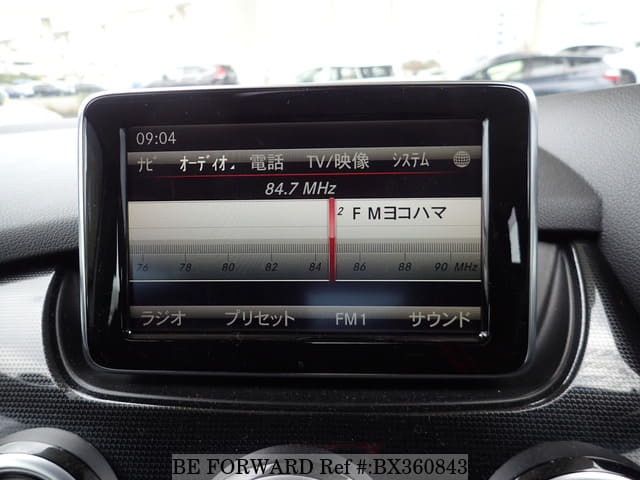 09:04
ナビ オーディオ 電話 TV/映像 システム
84.7 MHz
2 FMヨコハマ
76 78 80 82 84 86 88 90 MHz
ラジオ プリセット FM1 サウンド
BE FORWARD Ref #:BX360843